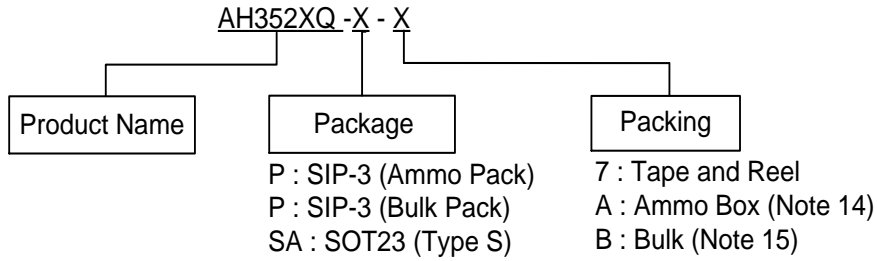 AH352XQ -X - X
Product Name
Package
Packing
P : SIP-3 (Ammo Pack)
P : SIP-3 (Bulk Pack)
SA : SOT23 (Type S)
7 : Tape and Reel
A : Ammo Box (Note 14)
B : Bulk (Note 15)